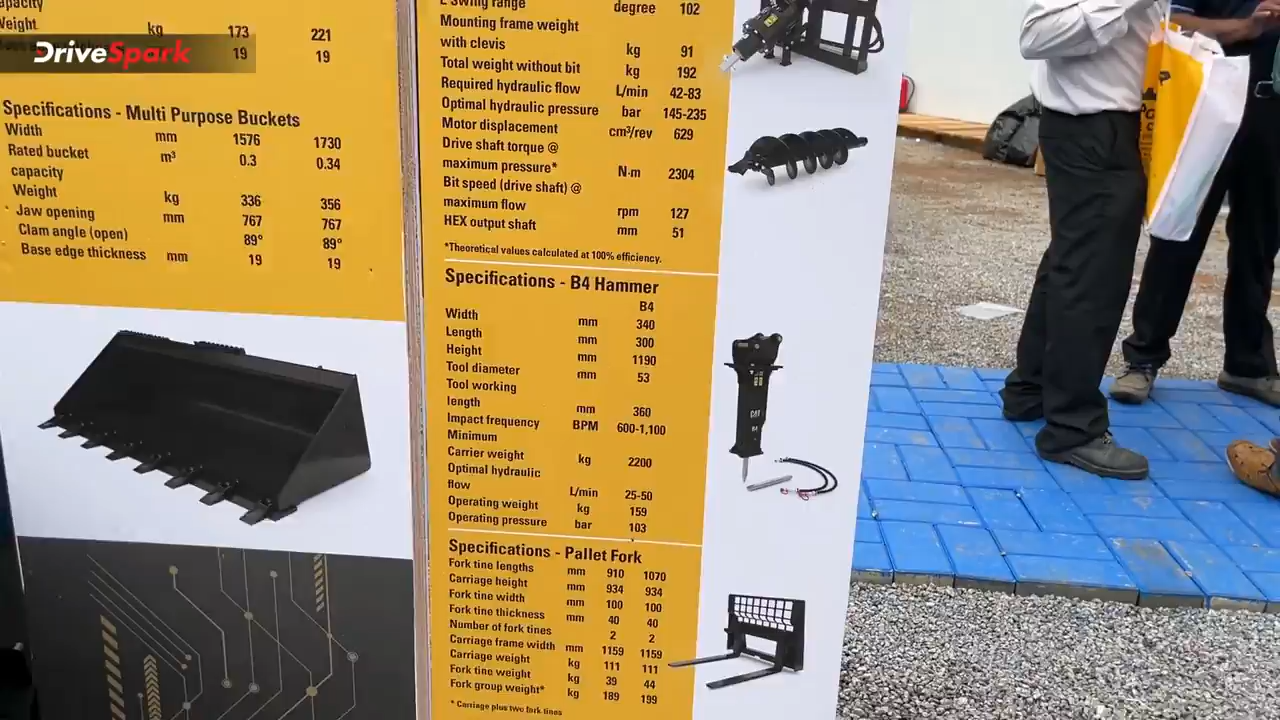 apacity
Weight kg 173 221
19 19
DriveSpark
Specifications - Multi Purpose Buckets
Width mm 1576 1730
Rated bucket m³ 0.3 0.34
capacity
Weight kg 336 356
Jaw opening mm 767 767
Clam angle (open) 89° 89°
Base edge thickness mm 19 19
Swing range degree 102
Mounting frame weight
with clevis kg 91
Total weight without bit kg 192
Required hydraulic flow L/min 42-83
Optimal hydraulic pressure bar 145-235
Motor displacement cm³/rev 629
Drive shaft torque @
maximum pressure* N·m 2304
Bit speed (drive shaft) @
maximum flow rpm 127
HEX output shaft mm 51
*Theoretical values calculated at 100% efficiency.
Specifications - B4 Hammer
B4
Width mm 340
Length mm 300
Height mm 1190
Tool diameter mm 53
Tool working
length mm 360
Impact frequency BPM 600-1,100
Minimum
Carrier weight kg 2200
Optimal hydraulic
flow L/min 25-50
Operating weight kg 159
Operating pressure bar 103
Specifications - Pallet Fork
Fork tine lengths mm 910 1070
Carriage height mm 934 934
Fork tine width mm 100 100
Fork tine thickness mm 40 40
Number of fork tines 2 2
Carriage frame width mm 1159 1159
Carriage weight kg 111 111
Fork tine weight kg 39 44
Fork group weight* kg 189 199
* Carriage plus two fork tines
CAT